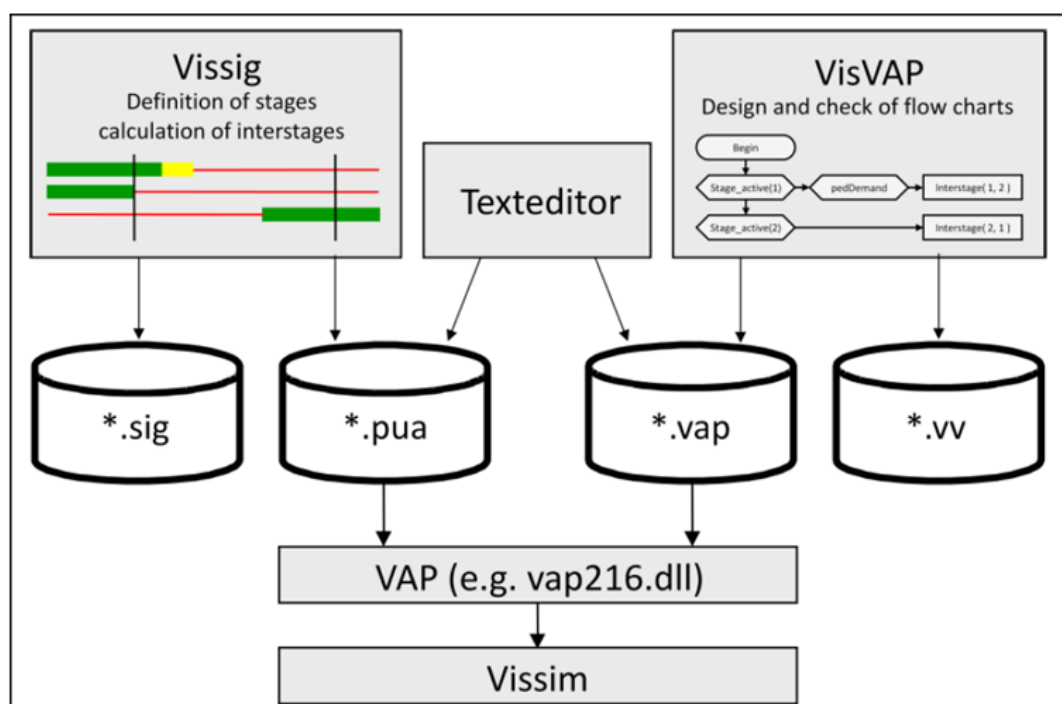 Vissig
Definition of stages
calculation of interstages
Texteditor
VisVAP
Design and check of flow charts
Begin
Stage_active(1)
pedDemand
Interstage( 1, 2 )
Stage_active(2)
Interstage( 2, 1 )
*.sig
*.pua
*.vap
*.vv
VAP (e.g. vap216.dll)
Vissim